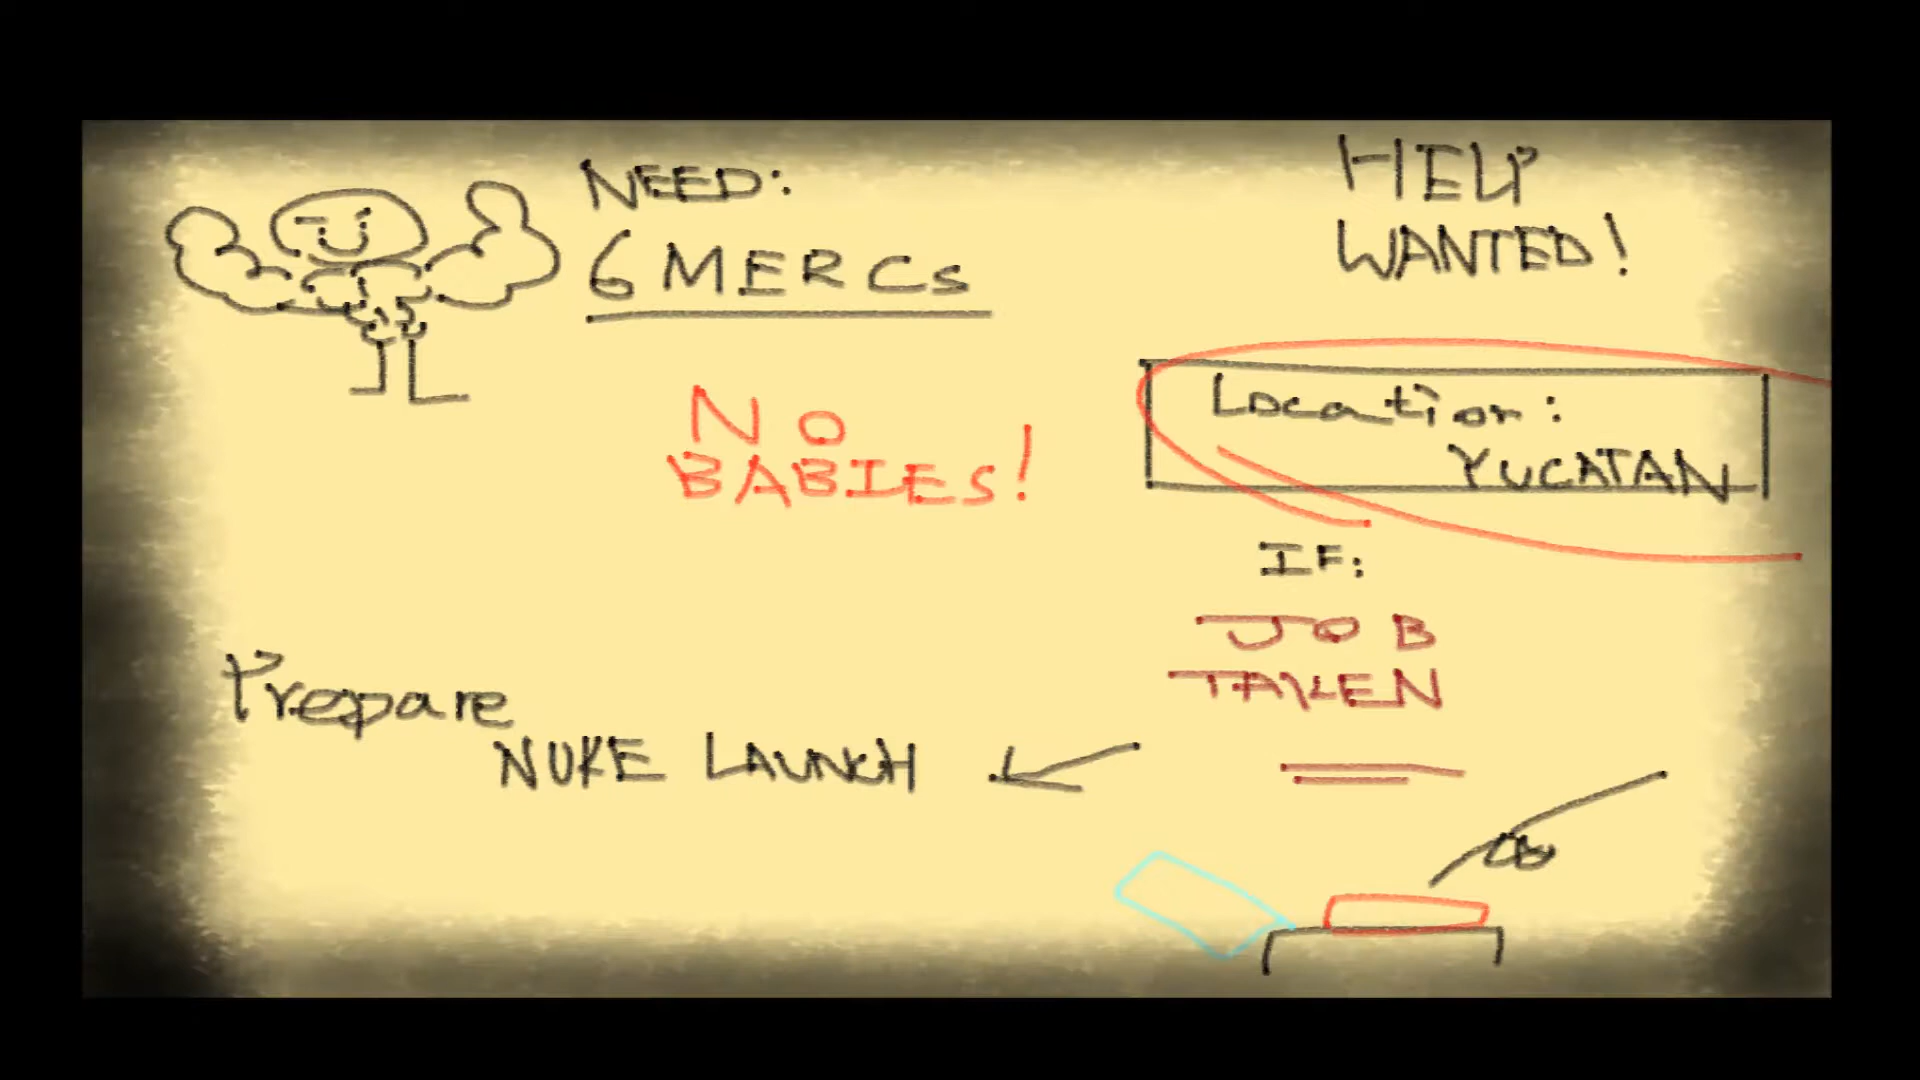 NEED:
6 MERCs
NO
BABIES!
HELP
WANTED!
Location:
YUCATAN
IF:
JOB
TAKEN
Prepare
NUKE LAUNCH